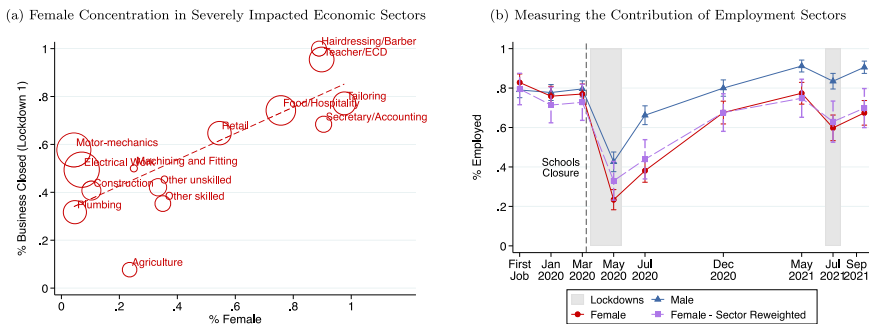 (a) Female Concentration in Severely Impacted Economic Sectors
% Business Closed (Lockdown 1)
1
.8
.6
.4
.2
0
Hairdressing/Barber
Teacher/ECD
Tailoring
Food/Hospitality
Secretary/Accounting
Retail
Motor-mechanics
Machining and Fitting
Electrical Work
Construction
Other unskilled
Other skilled
Plumbing
Agriculture
0 .2 .4 .6 .8 1
% Female
(b) Measuring the Contribution of Employment Sectors
% Employed
1
.8
.6
.4
.2
0
Schools
Closure
First Jan Mar May Jul Dec May Jul Sep
Job 2020 2020 2020 2020 2020 2021 2021 2021
Lockdowns Male
Female Female - Sector Reweighted